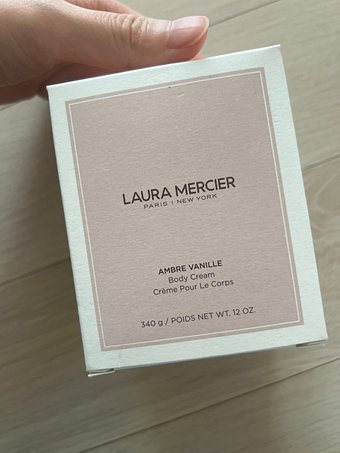 LAURA MERCIER
PARIS | NEW YORK
AMBRE VANILLE
Body Cream
Crème Pour Le Corps
340 g / POIDS NET WT. 12 OZ.